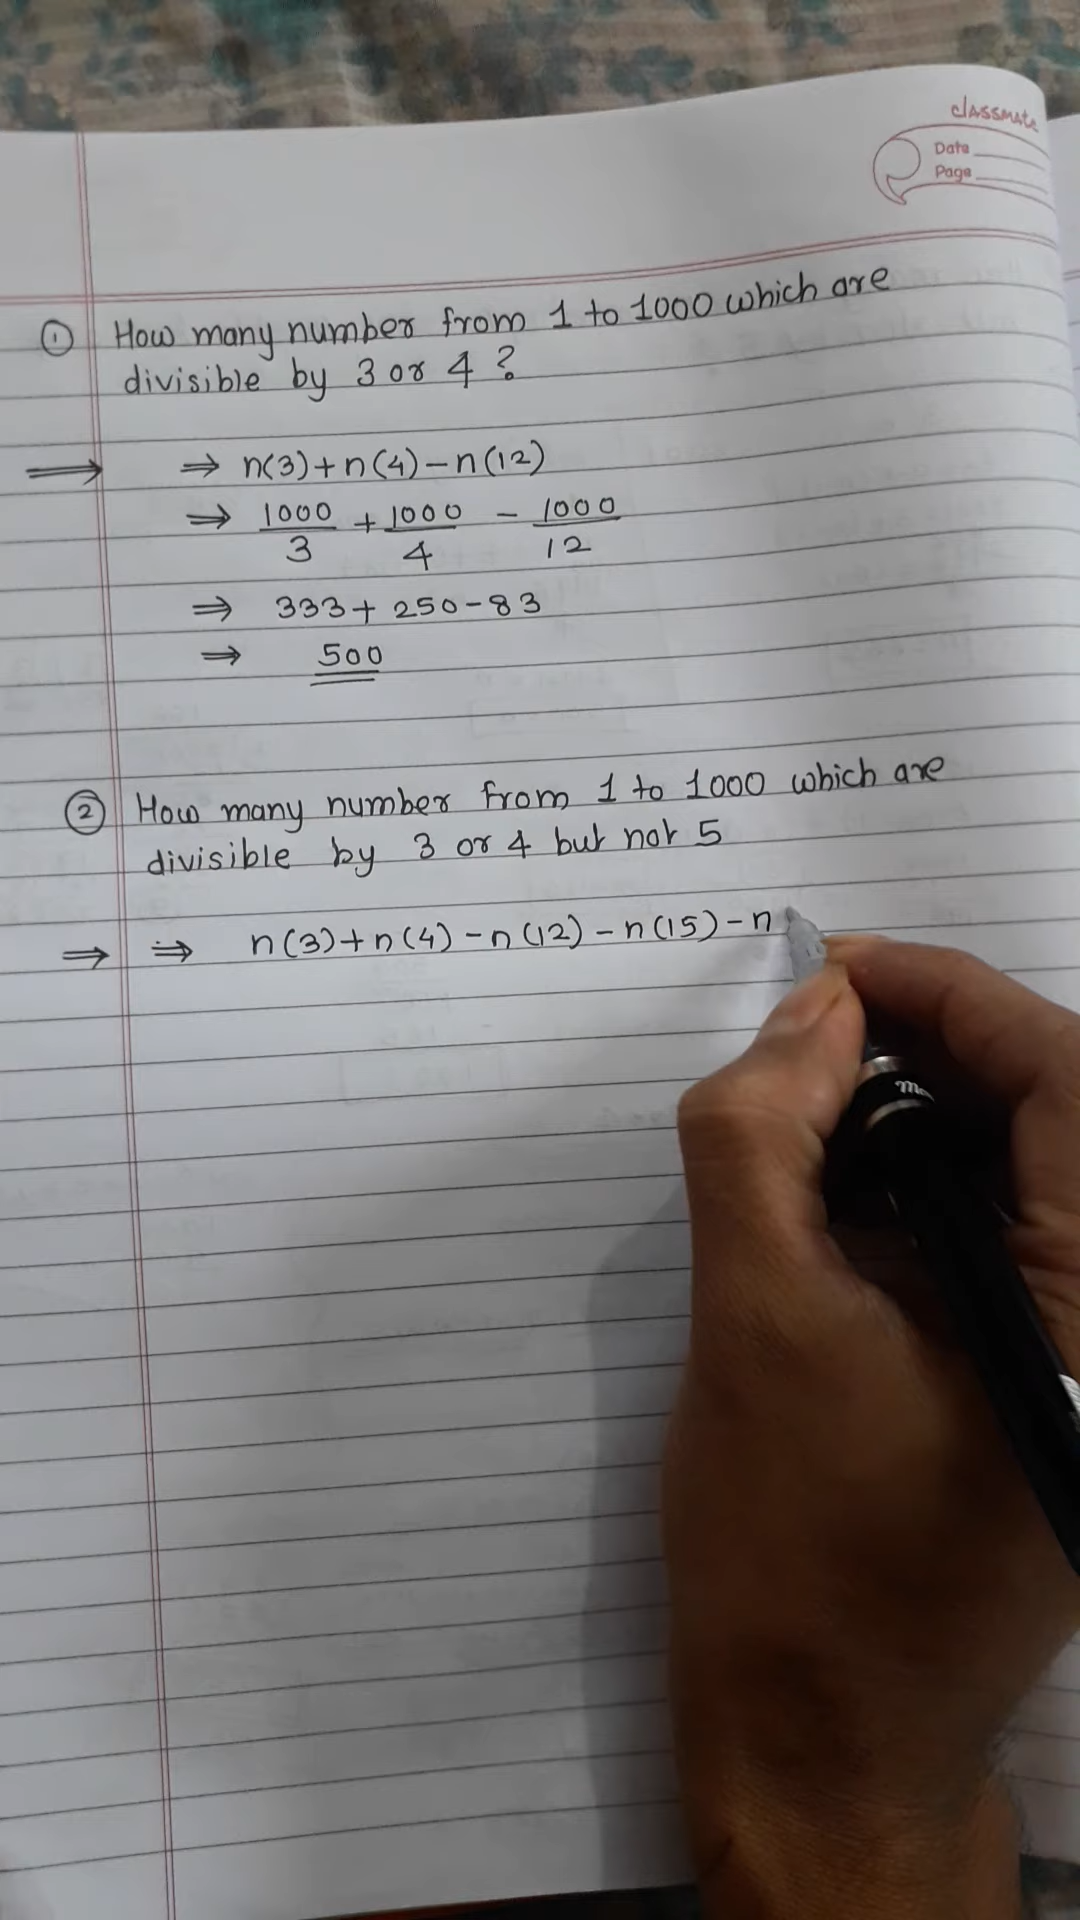 classmate
Date
Page
① How many number from 1 to 1000 which are
divisible by 3 or 4 ?
⟹ ⇒ n(3)+n(4)-n(12)
⇒ 1000/3 + 1000/4 - 1000/12
⇒ 333+250-83
⇒ 500
② How many number from 1 to 1000 which are
divisible by 3 or 4 but not 5
⇒ ⇒ n(3)+n(4)-n(12)-n(15)-n